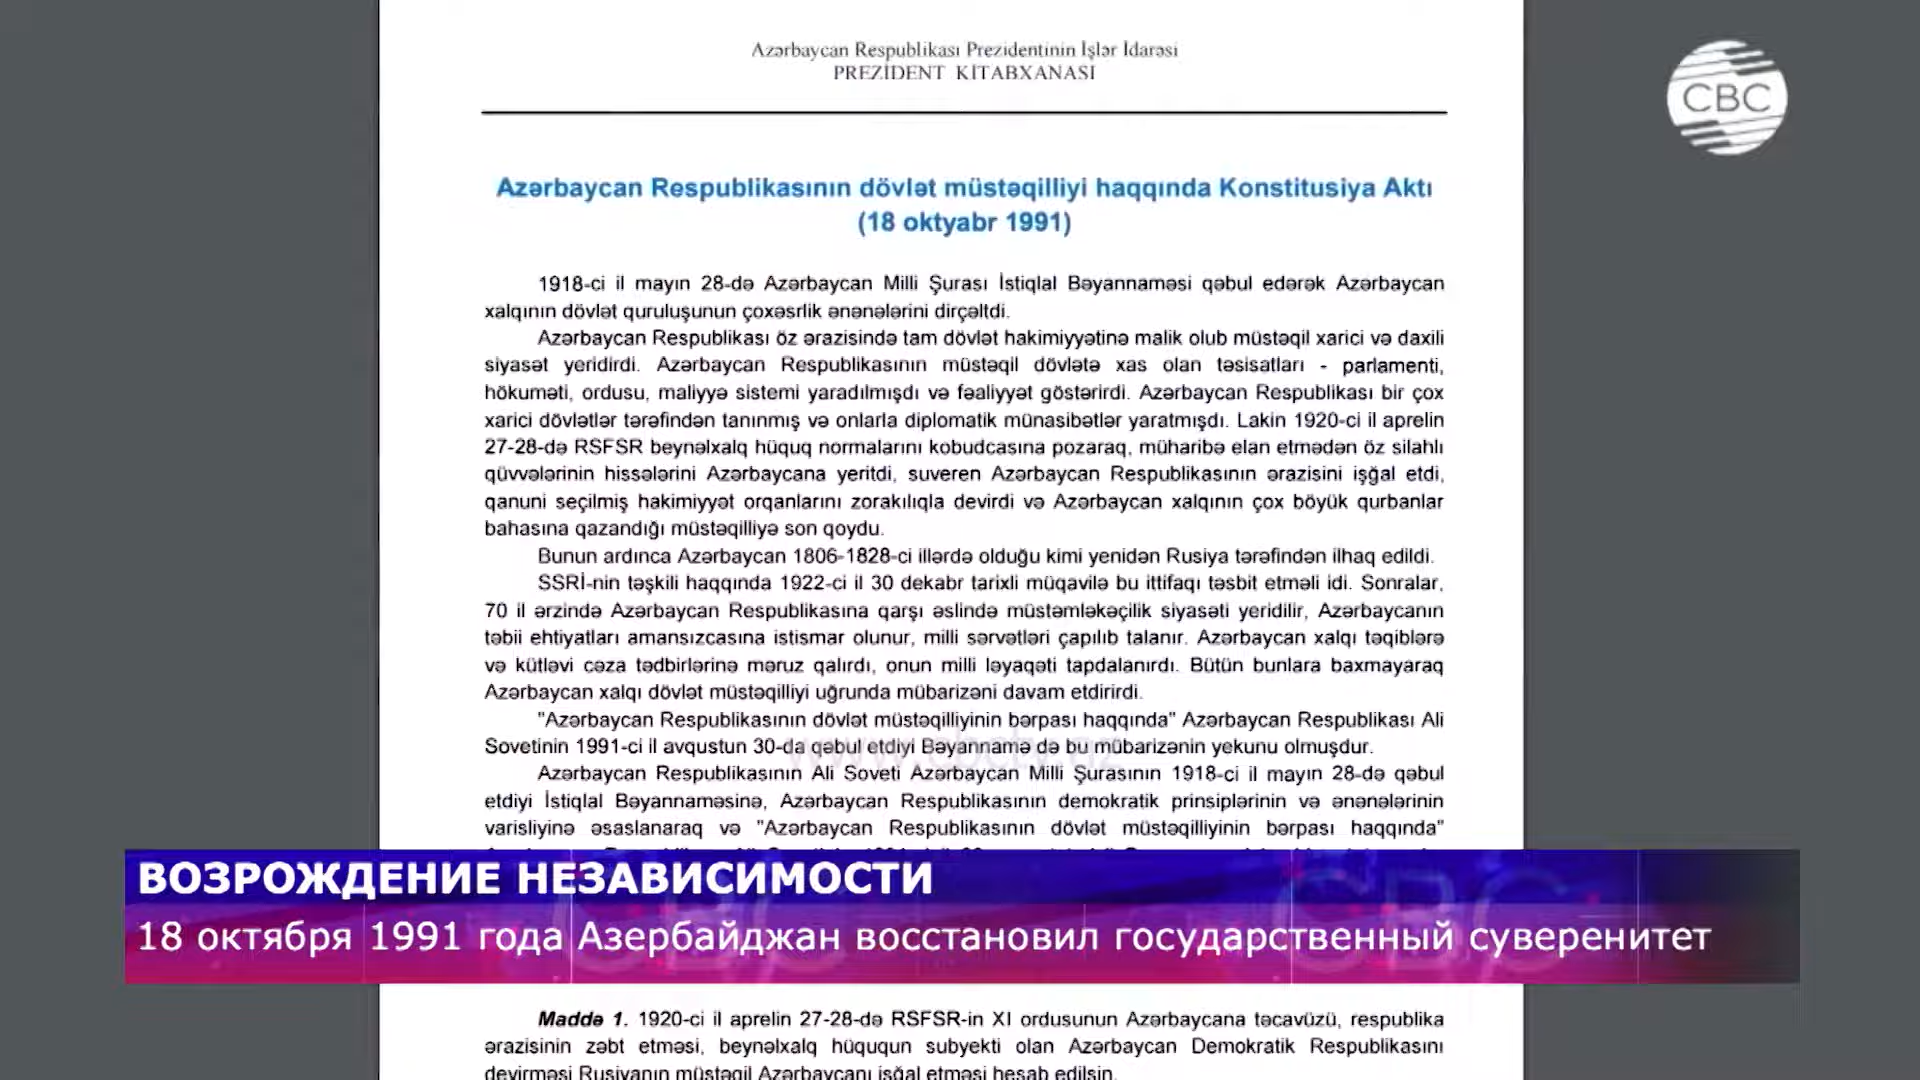 Azərbaycan Respublikası Prezidentinin İşlər İdarəsi
PREZİDENT KİTABXANASI
CBC
Azərbaycan Respublikasının dövlət müstəqilliyi haqqında Konstitusiya Aktı
(18 oktyabr 1991)
1918-ci il mayın 28-də Azərbaycan Milli Şurası İstiqlal Bəyannaməsi qəbul edərək Azərbaycan
xalqının dövlət quruluşunun çoxəsrlik ənənələrini dirçəltdi.
Azərbaycan Respublikası öz ərazisində tam dövlət hakimiyyətinə malik olub müstəqil xarici və daxili
siyasət yeridirdi. Azərbaycan Respublikasının müstəqil dövlətə xas olan təsisatları - parlamenti,
hökuməti, ordusu, maliyyə sistemi yaradılmışdı və fəaliyyət göstərirdi. Azərbaycan Respublikası bir çox
xarici dövlətlər tərəfindən tanınmış və onlarla diplomatik münasibətlər yaratmışdı. Lakin 1920-ci il aprelin
27-28-də RSFSR beynəlxalq hüquq normalarını kobudcasına pozaraq, müharibə elan etmədən öz silahlı
qüvvələrinin hissələrini Azərbaycana yeritdi, suveren Azərbaycan Respublikasının ərazisini işğal etdi,
qanuni seçilmiş hakimiyyət orqanlarını zorakılıqla devirdi və Azərbaycan xalqının çox böyük qurbanlar
bahasına qazandığı müstəqilliyə son qoydu.
Bunun ardınca Azərbaycan 1806-1828-ci illərdə olduğu kimi yenidən Rusiya tərəfindən ilhaq edildi.
SSRİ-nin təşkili haqqında 1922-ci il 30 dekabr tarixli müqavilə bu ittifaqı təsbit etməli idi. Sonralar,
70 il ərzində Azərbaycan Respublikasına qarşı əslində müstəmləkəçilik siyasəti yeridilir, Azərbaycanın
təbii ehtiyatları amansızcasına istismar olunur, milli sərvətləri çapılıb talanır. Azərbaycan xalqı təqiblərə
və kütləvi cəza tədbirlərinə məruz qalırdı, onun milli ləyaqəti tapdalanırdı. Bütün bunlara baxmayaraq
Azərbaycan xalqı dövlət müstəqilliyi uğrunda mübarizəni davam etdirirdi.
"Azərbaycan Respublikasının dövlət müstəqilliyinin bərpası haqqında" Azərbaycan Respublikası Ali
Sovetinin 1991-ci il avqustun 30-da qəbul etdiyi Bəyannamə də bu mübarizənin yekunu olmuşdur.
www.cbctv.az
Azərbaycan Respublikasının Ali Soveti Azərbaycan Milli Şurasının 1918-ci il mayın 28-də qəbul
etdiyi İstiqlal Bəyannaməsinə, Azərbaycan Respublikasının demokratik prinsiplərinin və ənənələrinin
varisliyinə əsaslanaraq və "Azərbaycan Respublikasının dövlət müstəqilliyinin bərpası haqqında"
ВОЗРОЖДЕНИЕ НЕЗАВИСИМОСТИ
18 октября 1991 года Азербайджан восстановил государственный суверенитет
Maddə 1. 1920-ci il aprelin 27-28-də RSFSR-in XI ordusunun Azərbaycana təcavüzü, respublika
ərazisinin zəbt etməsi, beynəlxalq hüququn subyekti olan Azərbaycan Demokratik Respublikasını
devirməsi Rusiyanın müstəqil Azərbaycanı işğal etməsi hesab edilsin.